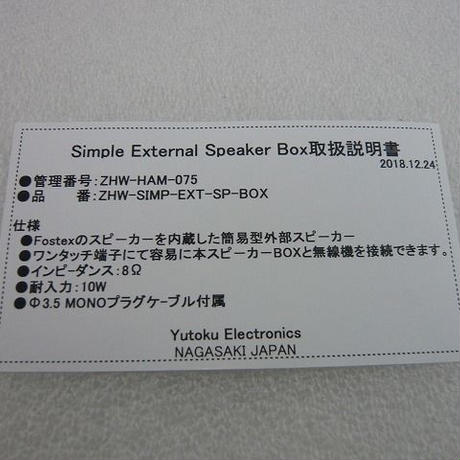 Simple External Speaker Box取扱説明書
2018.12.24
●管理番号:ZHW-HAM-075
●品　　番:ZHW-SIMP-EXT-SP-BOX
仕様
●Fostexのスピーカーを内蔵した簡易型外部スピーカー
●ワンタッチ端子にて容易に本スピーカーBOXと無線機を接続できます。
●インピーダンス:8Ω
●耐入力:10W
●Φ3.5 MONOプラグケーブル付属
Yutoku Electronics
NAGASAKI JAPAN